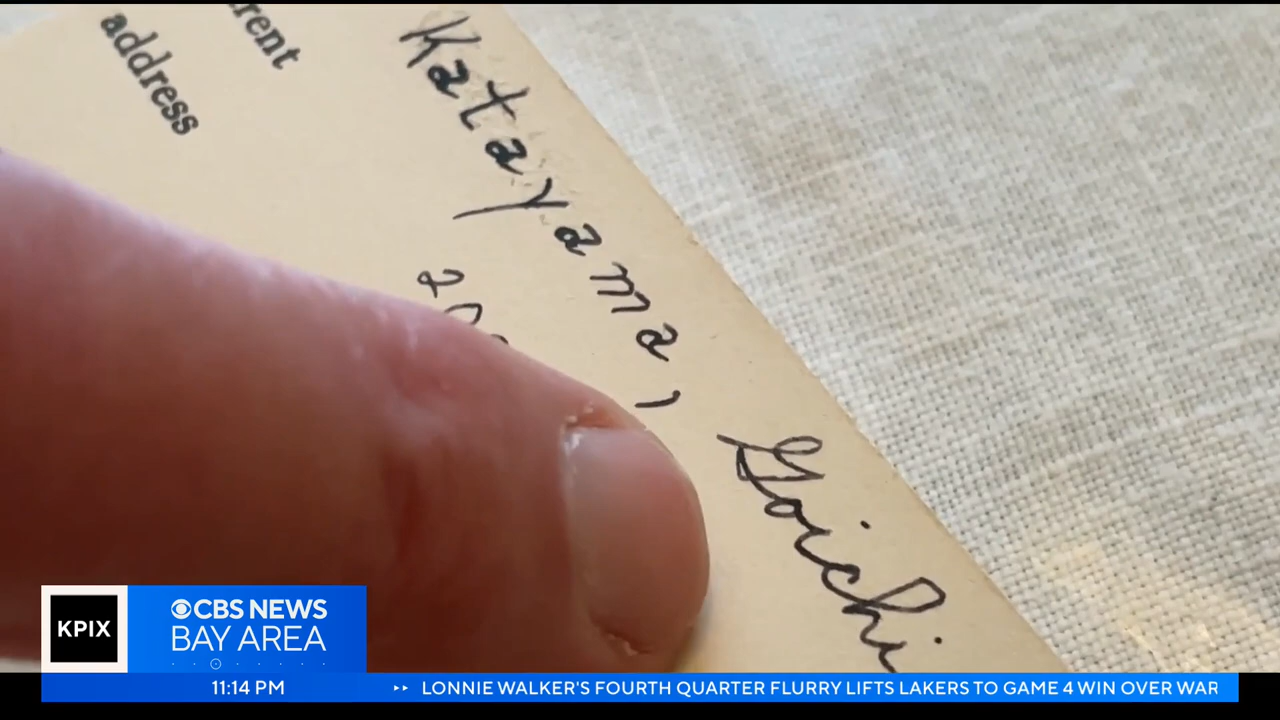 rent
address
Katayama, Goichi
20
KPIX
CBS NEWS
BAY AREA
11:14 PM
LONNIE WALKER'S FOURTH QUARTER FLURRY LIFTS LAKERS TO GAME 4 WIN OVER WAR